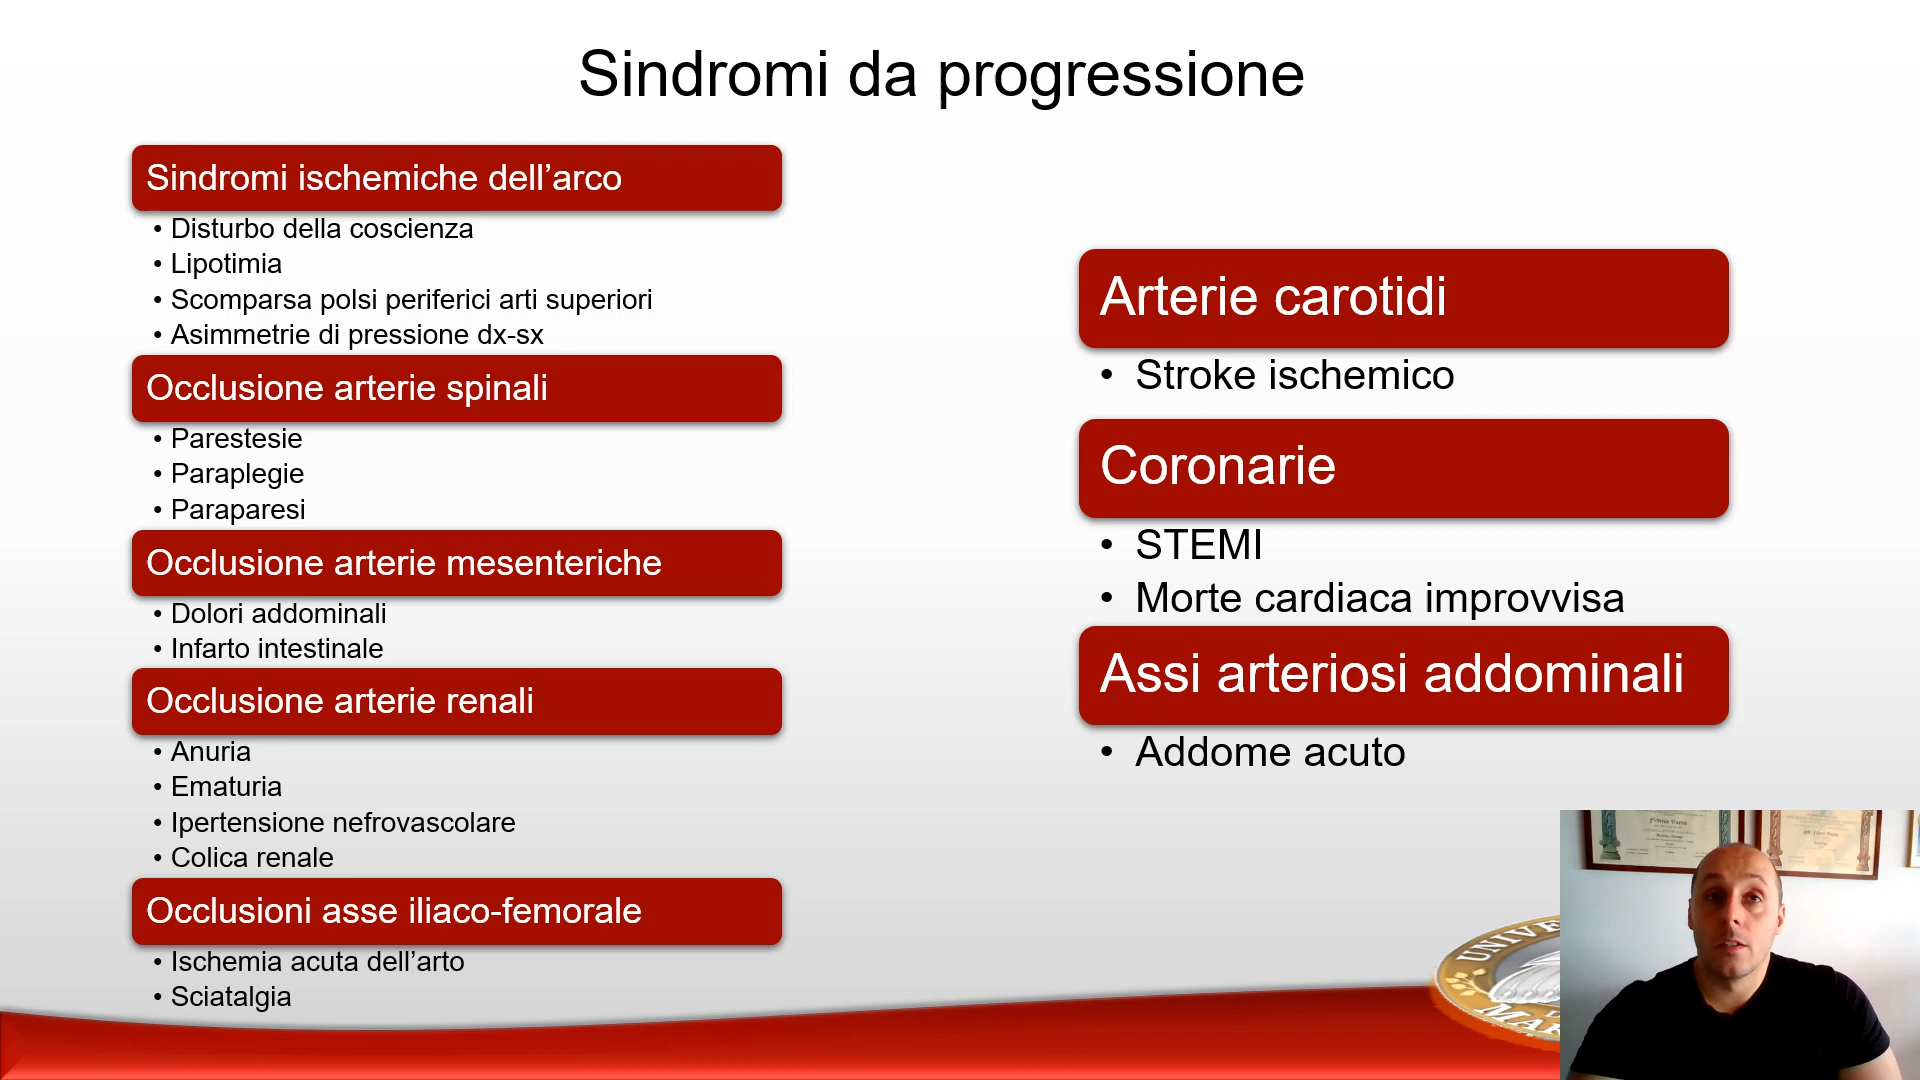 Sindromi da progressione
Sindromi ischemiche dell’arco
• Disturbo della coscienza
• Lipotimia
• Scomparsa polsi periferici arti superiori
• Asimmetrie di pressione dx-sx
Occlusione arterie spinali
• Parestesie
• Paraplegie
• Paraparesi
Occlusione arterie mesenteriche
• Dolori addominali
• Infarto intestinale
Occlusione arterie renali
• Anuria
• Ematuria
• Ipertensione nefrovascolare
• Colica renale
Occlusioni asse iliaco-femorale
• Ischemia acuta dell’arto
• Sciatalgia
Arterie carotidi
• Stroke ischemico
Coronarie
• STEMI
• Morte cardiaca improvvisa
Assi arteriosi addominali
• Addome acuto